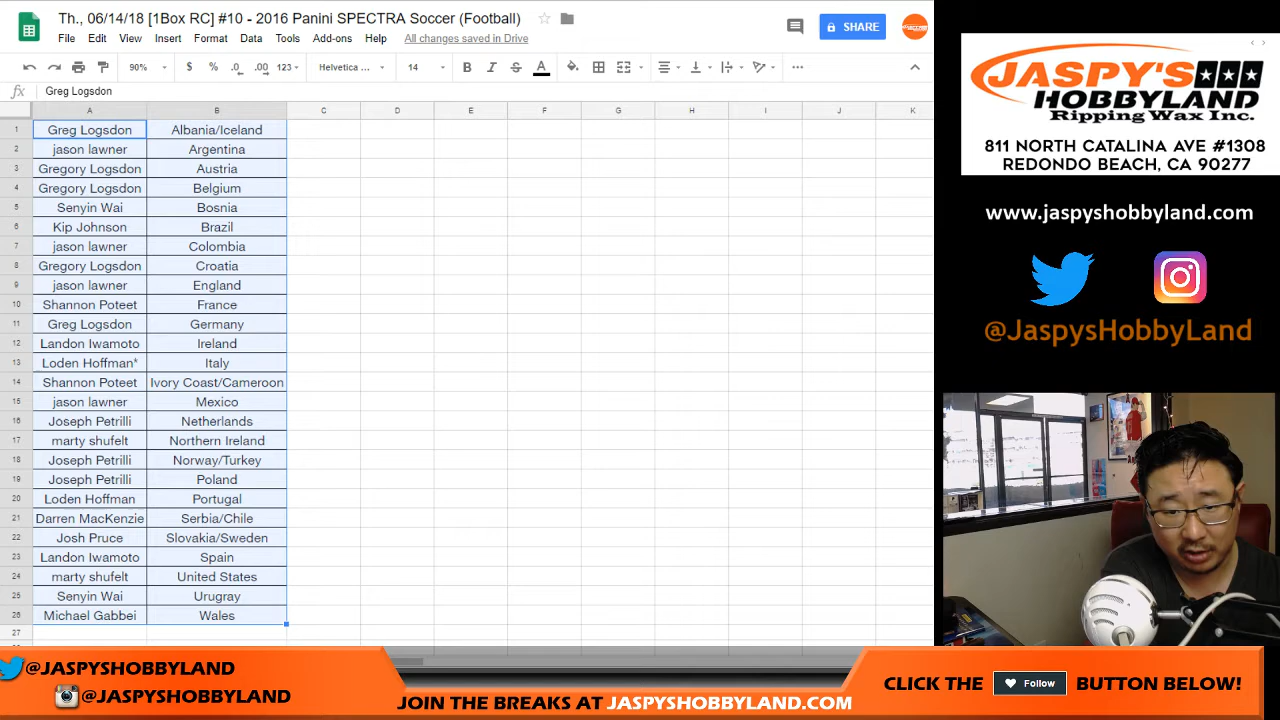 Th., 06/14/18 [1Box RC] #10 - 2016 Panini SPECTRA Soccer (Football)
File Edit View Insert Format Data Tools Add-ons Help All changes saved in Drive
SHARE
90% $ % .0 .00 123 Helvetica ... 14 B I S A
fx Greg Logsdon
A B C D E F G H I J K
1 Greg Logsdon Albania/Iceland
2 jason lawner Argentina
3 Gregory Logsdon Austria
4 Gregory Logsdon Belgium
5 Senyin Wai Bosnia
6 Kip Johnson Brazil
7 jason lawner Colombia
8 Gregory Logsdon Croatia
9 jason lawner England
10 Shannon Poteet France
11 Greg Logsdon Germany
12 Landon Iwamoto Ireland
13 Loden Hoffman* Italy
14 Shannon Poteet Ivory Coast/Cameroon
15 jason lawner Mexico
16 Joseph Petrilli Netherlands
17 marty shufelt Northern Ireland
18 Joseph Petrilli Norway/Turkey
19 Joseph Petrilli Poland
20 Loden Hoffman Portugal
21 Darren MacKenzie Serbia/Chile
22 Josh Pruce Slovakia/Sweden
23 Landon Iwamoto Spain
24 marty shufelt United States
25 Senyin Wai Urugray
26 Michael Gabbei Wales
27
JASPY'S
HOBBYLAND
Ripping Wax Inc.
811 NORTH CATALINA AVE #1308
REDONDO BEACH, CA 90277
www.jaspyshobbyland.com
@JaspysHobbyLand
@JASPYSHOBBYLAND
@JASPYSHOBBYLAND
JOIN THE BREAKS AT JASPYSHOBBYLAND.COM
CLICK THE Follow BUTTON BELOW!